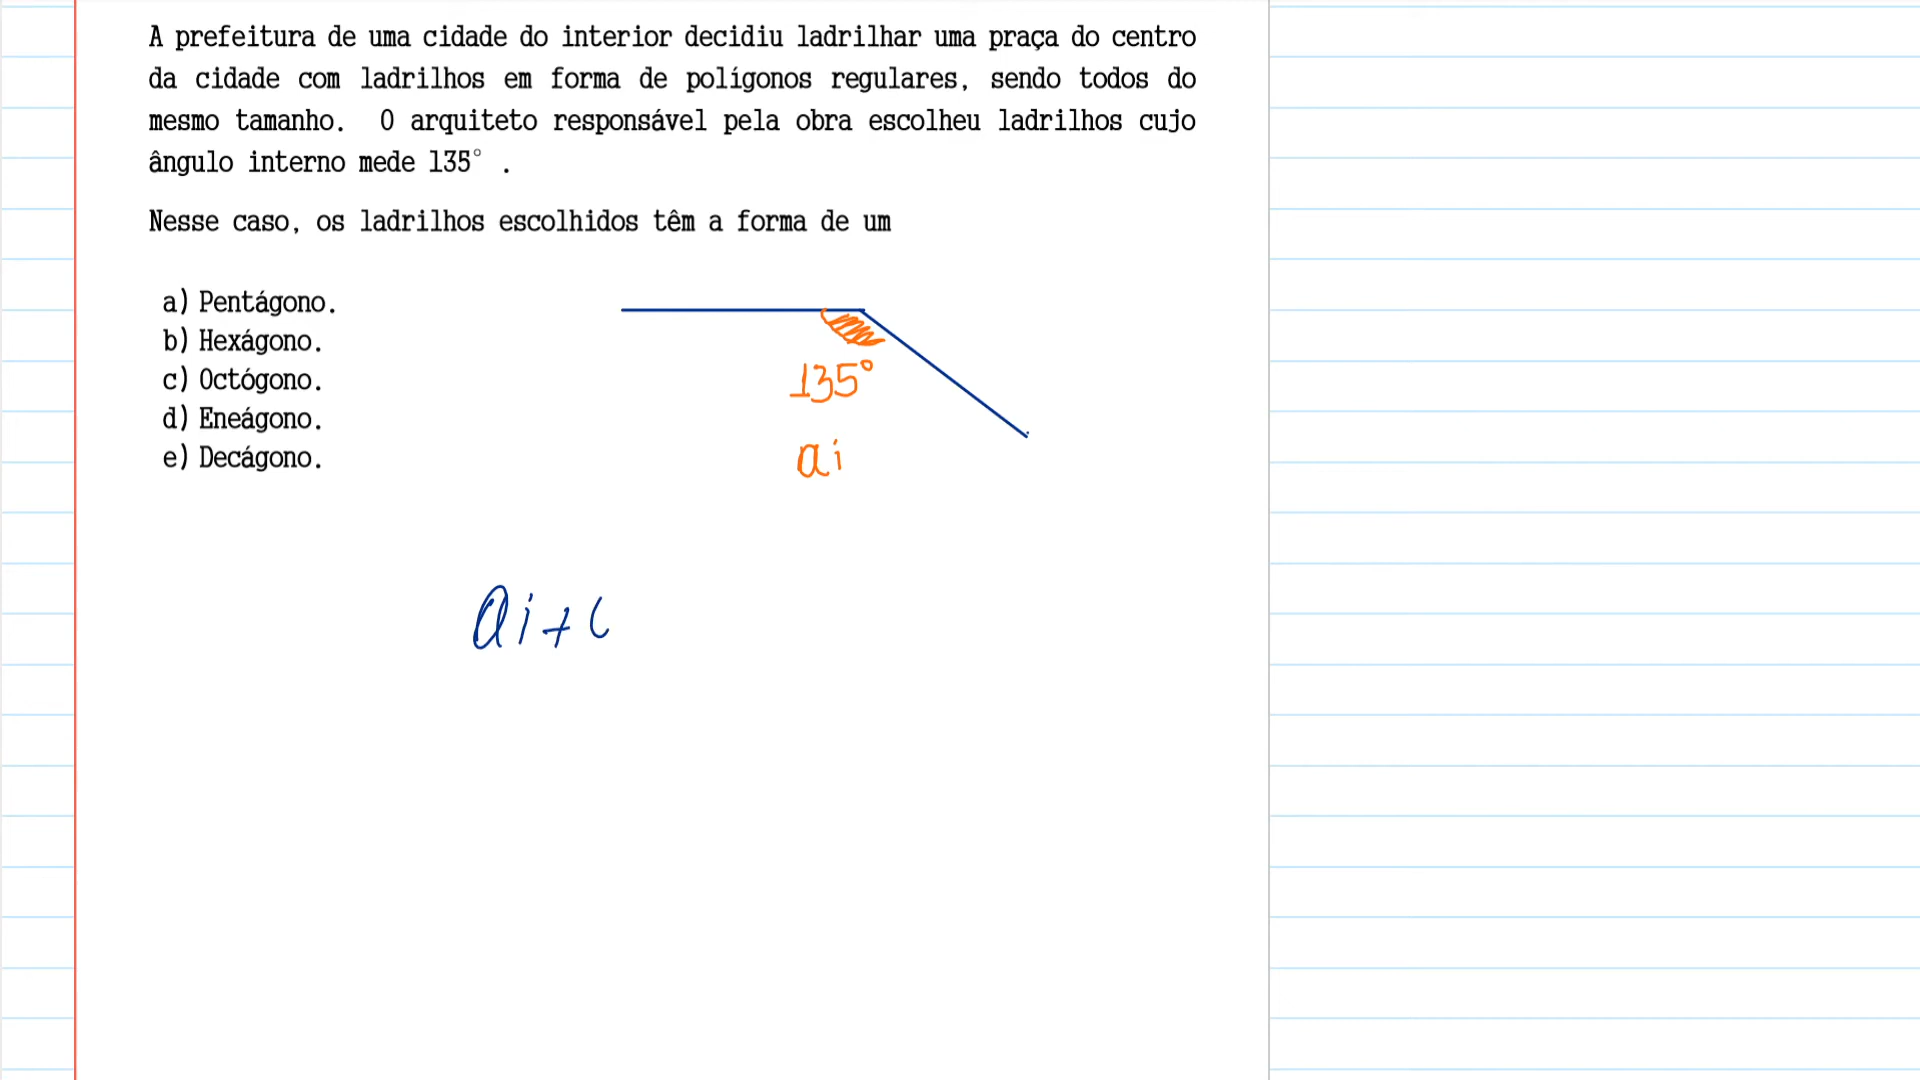 A prefeitura de uma cidade do interior decidiu ladrilhar uma praça do centro
da cidade com ladrilhos em forma de polígonos regulares, sendo todos do
mesmo tamanho. O arquiteto responsável pela obra escolheu ladrilhos cujo
ângulo interno mede 135° .
Nesse caso, os ladrilhos escolhidos têm a forma de um
a) Pentágono.
b) Hexágono.
c) Octógono.
d) Eneágono.
e) Decágono.
135°
ai
ai+